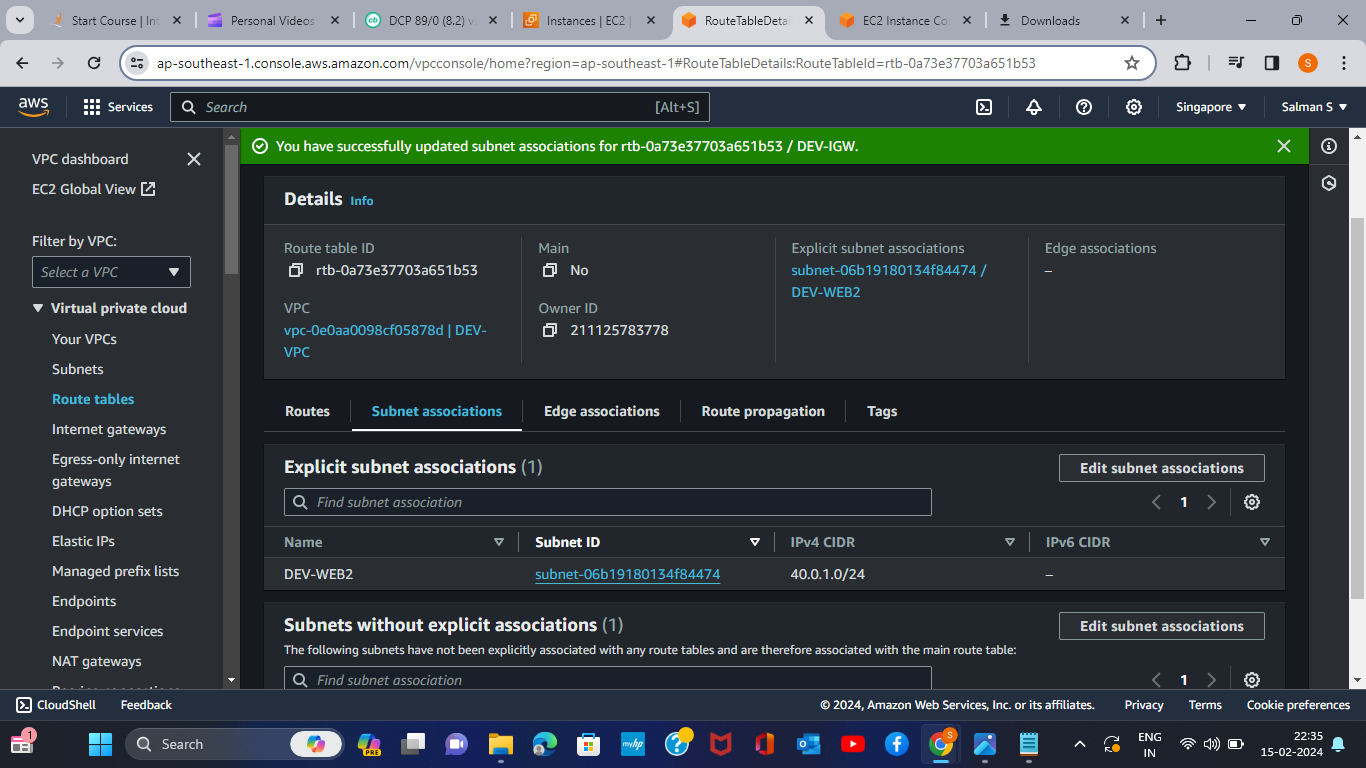 Start Course | Int
Personal Videos
DCP 89/0 (8.2) v
Instances | EC2 |
RouteTableDetai
EC2 Instance Co
Downloads
ap-southeast-1.console.aws.amazon.com/vpcconsole/home?region=ap-southeast-1#RouteTableDetails:RouteTableId=rtb-0a73e37703a651b53
S
aws
Services
Search
[Alt+S]
Singapore
Salman S
VPC dashboard
EC2 Global View
Filter by VPC:
Select a VPC
Virtual private cloud
Your VPCs
Subnets
Route tables
Internet gateways
Egress-only internet
gateways
DHCP option sets
Elastic IPs
Managed prefix lists
Endpoints
Endpoint services
NAT gateways
You have successfully updated subnet associations for rtb-0a73e37703a651b53 / DEV-IGW.
Details Info
Route table ID
rtb-0a73e37703a651b53
VPC
vpc-0e0aa0098cf05878d | DEV-
VPC
Main
No
Owner ID
211125783778
Explicit subnet associations
subnet-06b19180134f84474 /
DEV-WEB2
Edge associations
–
Routes
Subnet associations
Edge associations
Route propagation
Tags
Explicit subnet associations (1)
Edit subnet associations
Find subnet association
1
Name
Subnet ID
IPv4 CIDR
IPv6 CIDR
DEV-WEB2
subnet-06b19180134f84474
40.0.1.0/24
–
Subnets without explicit associations (1)
Edit subnet associations
The following subnets have not been explicitly associated with any route tables and are therefore associated with the main route table:
Find subnet association
1
CloudShell
Feedback
© 2024, Amazon Web Services, Inc. or its affiliates.
Privacy
Terms
Cookie preferences
1
Search
PRE
myhp
S
ENG
IN
22:35
15-02-2024